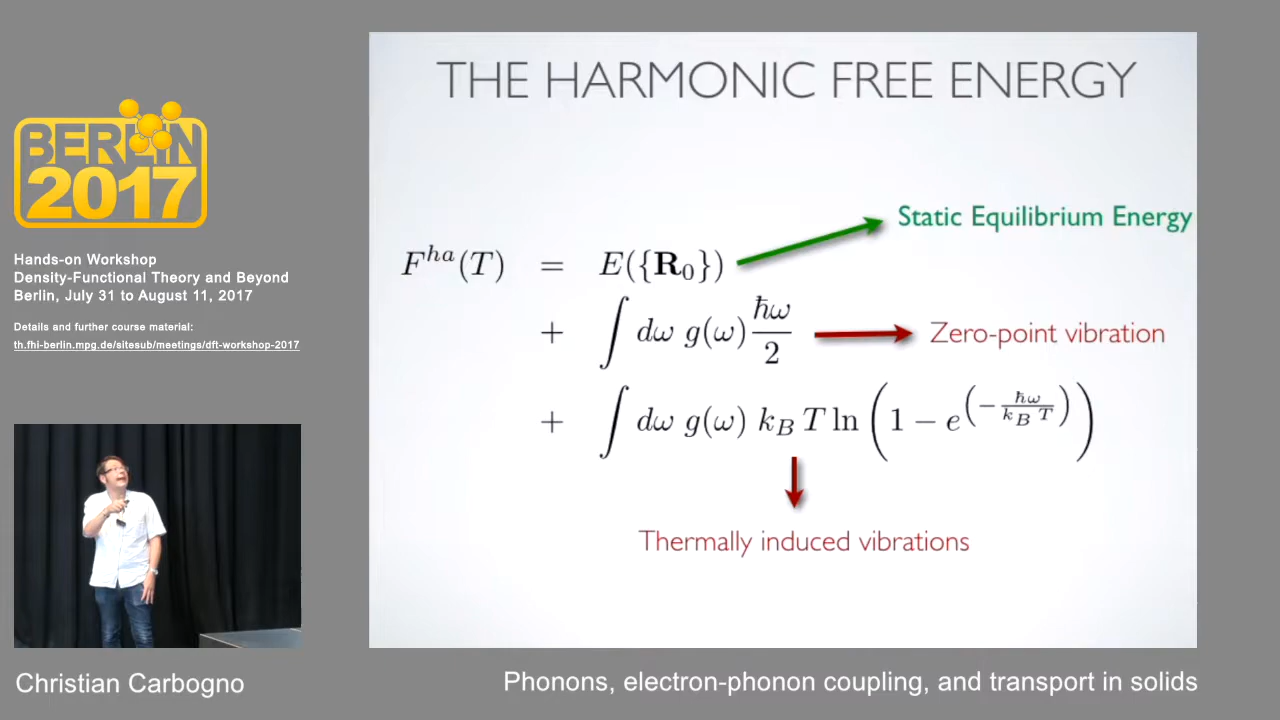 BERLIN
2017
Hands-on Workshop
Density-Functional Theory and Beyond
Berlin, July 31 to August 11, 2017
Details and further course material:
th.fhi-berlin.mpg.de/sitesub/meetings/dft-workshop-2017
THE HARMONIC FREE ENERGY
Static Equilibrium Energy
F^{ha}(T) = E({R_0})
+ ∫ dω g(ω) ħω/2
Zero-point vibration
+ ∫ dω g(ω) k_B T ln(1 − e^{(−ħω/(k_B T))})
Thermally induced vibrations
Christian Carbogno
Phonons, electron-phonon coupling, and transport in solids